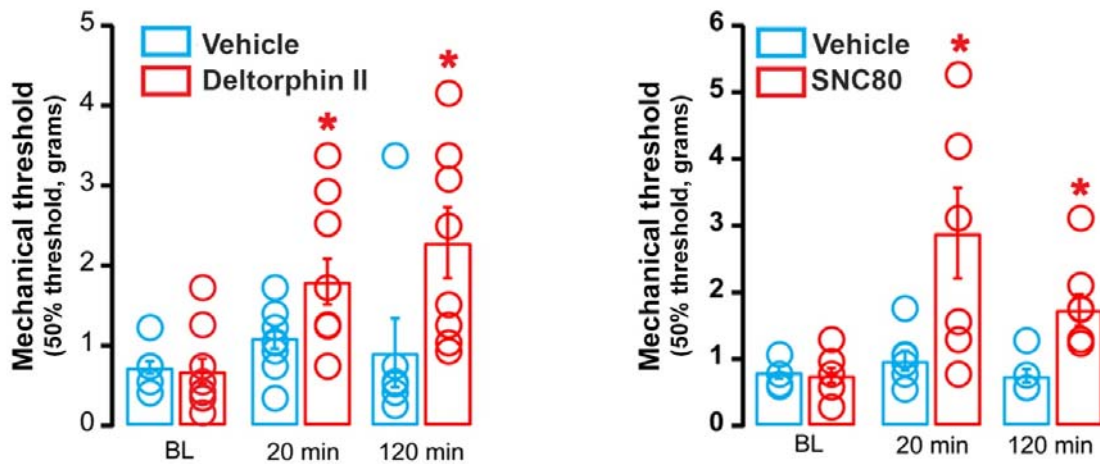 Mechanical threshold
(50% threshold, grams)
5
4
3
2
1
0
Vehicle
Deltorphin II
*
*
BL
20 min
120 min
Mechanical threshold
(50% threshold, grams)
6
5
4
3
2
1
0
Vehicle
SNC80
*
*
BL
20 min
120 min